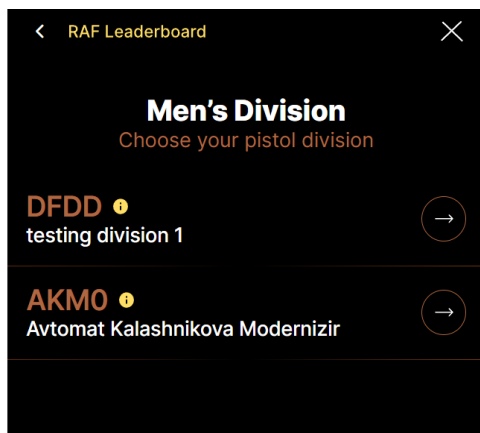 RAF Leaderboard
Men's Division
Choose your pistol division
DFDD
testing division 1
AKM0
Avtomat Kalashnikova Modernizir